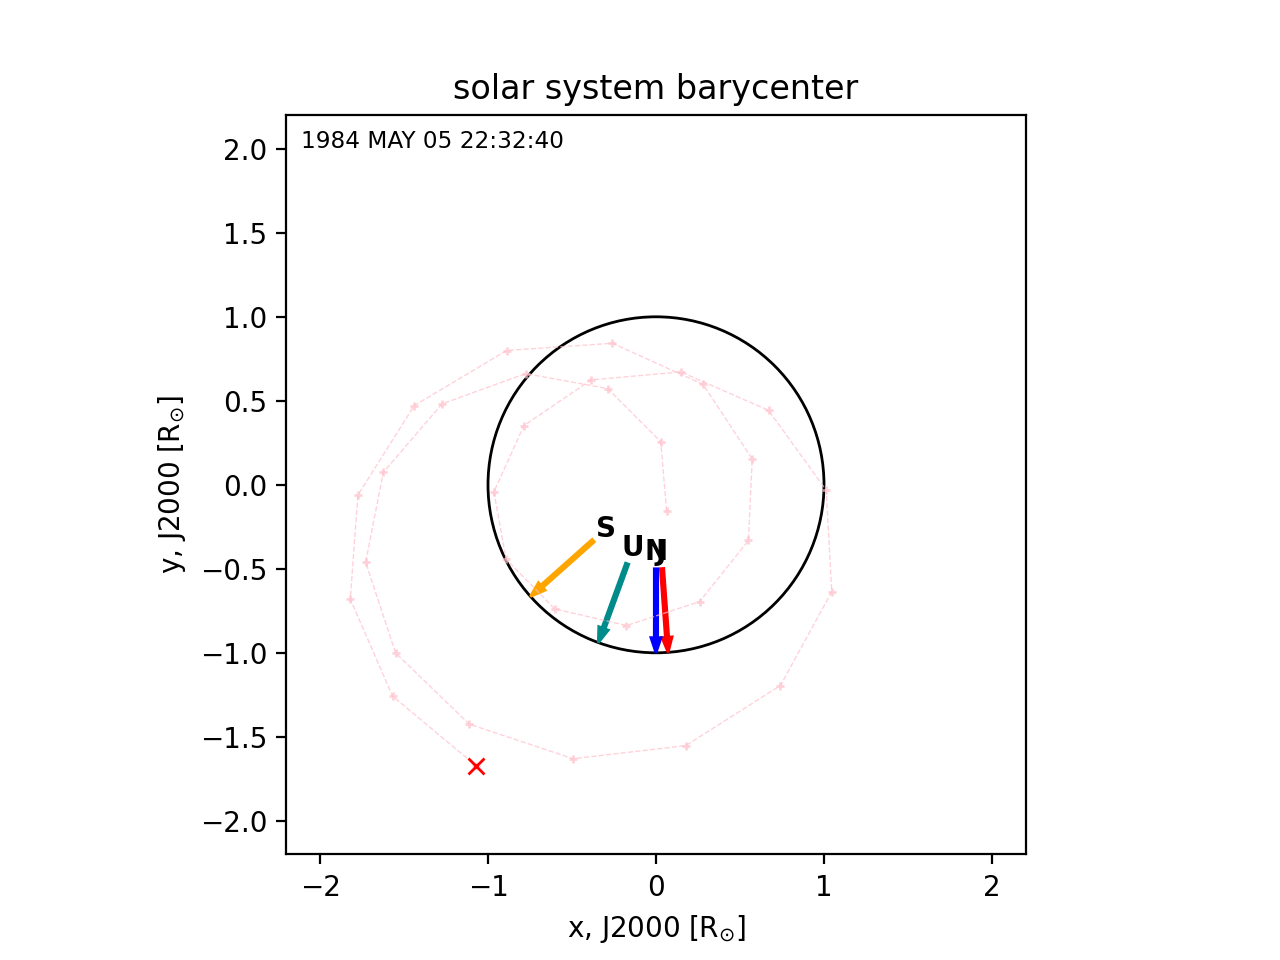 solar system barycenter
1984 MAY 05 22:32:40
2.0
1.5
1.0
0.5
0.0
−0.5
−1.0
−1.5
−2.0
y, J2000 [R☉]
S
U
N
J
−2
−1
0
1
2
x, J2000 [R☉]